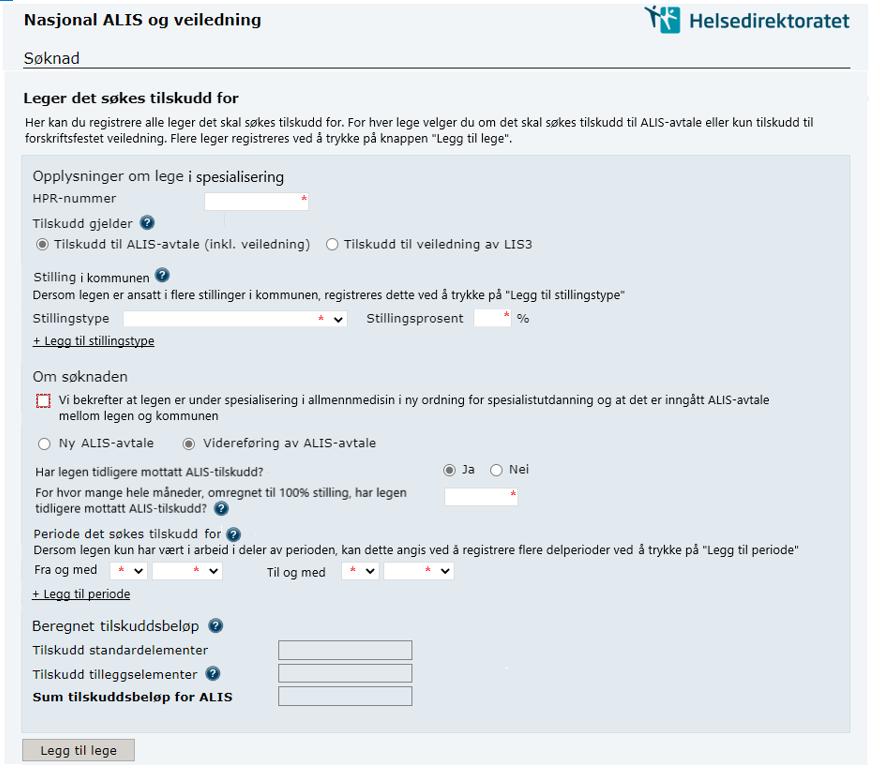 Nasjonal ALIS og veiledning
Helsedirektoratet
Søknad
Leger det søkes tilskudd for
Her kan du registrere alle leger det skal søkes tilskudd for. For hver lege velger du om det skal søkes tilskudd til ALIS-avtale eller kun tilskudd til
forskriftsfestet veiledning. Flere leger registreres ved å trykke på knappen "Legg til lege".
Opplysninger om lege i spesialisering
HPR-nummer *
Tilskudd gjelder ?
Tilskudd til ALIS-avtale (inkl. veiledning) Tilskudd til veiledning av LIS3
Stilling i kommunen ?
Dersom legen er ansatt i flere stillinger i kommunen, registreres dette ved å trykke på "Legg til stillingstype"
Stillingstype * Stillingsprosent * %
+ Legg til stillingstype
Om søknaden
Vi bekrefter at legen er under spesialisering i allmennmedisin i ny ordning for spesialistutdanning og at det er inngått ALIS-avtale
mellom legen og kommunen
Ny ALIS-avtale Videreføring av ALIS-avtale
Har legen tidligere mottatt ALIS-tilskudd? Ja Nei
For hvor mange hele måneder, omregnet til 100% stilling, har legen
tidligere mottatt ALIS-tilskudd? ? *
Periode det søkes tilskudd for ?
Dersom legen kun har vært i arbeid i deler av perioden, kan dette angis ved å registrere flere delperioder ved å trykke på "Legg til periode"
Fra og med * * Til og med * *
+ Legg til periode
Beregnet tilskuddsbeløp ?
Tilskudd standardelementer
Tilskudd tilleggselementer ?
Sum tilskuddsbeløp for ALIS
Legg til lege